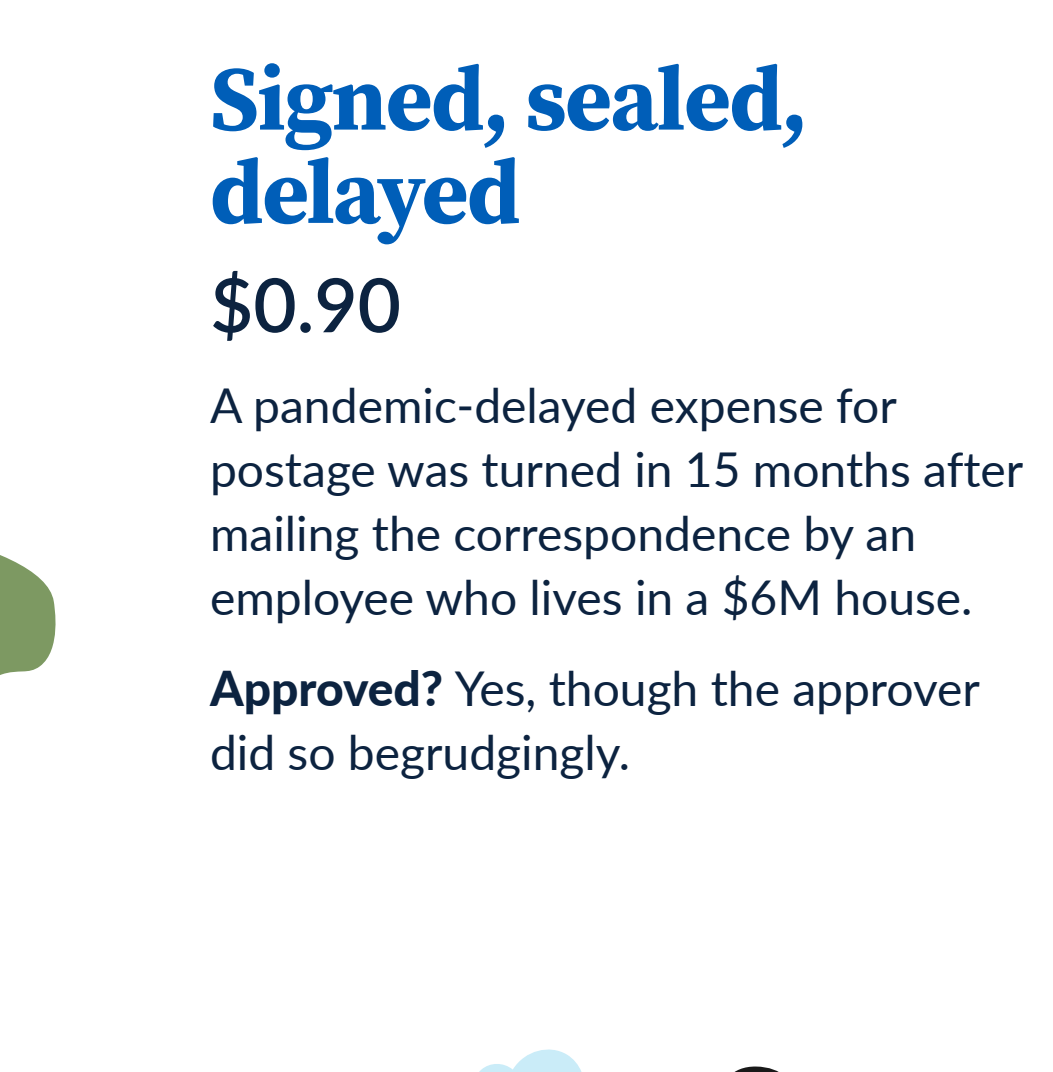 Signed, sealed,
delayed
$0.90
A pandemic-delayed expense for
postage was turned in 15 months after
mailing the correspondence by an
employee who lives in a $6M house.
Approved? Yes, though the approver
did so begrudgingly.